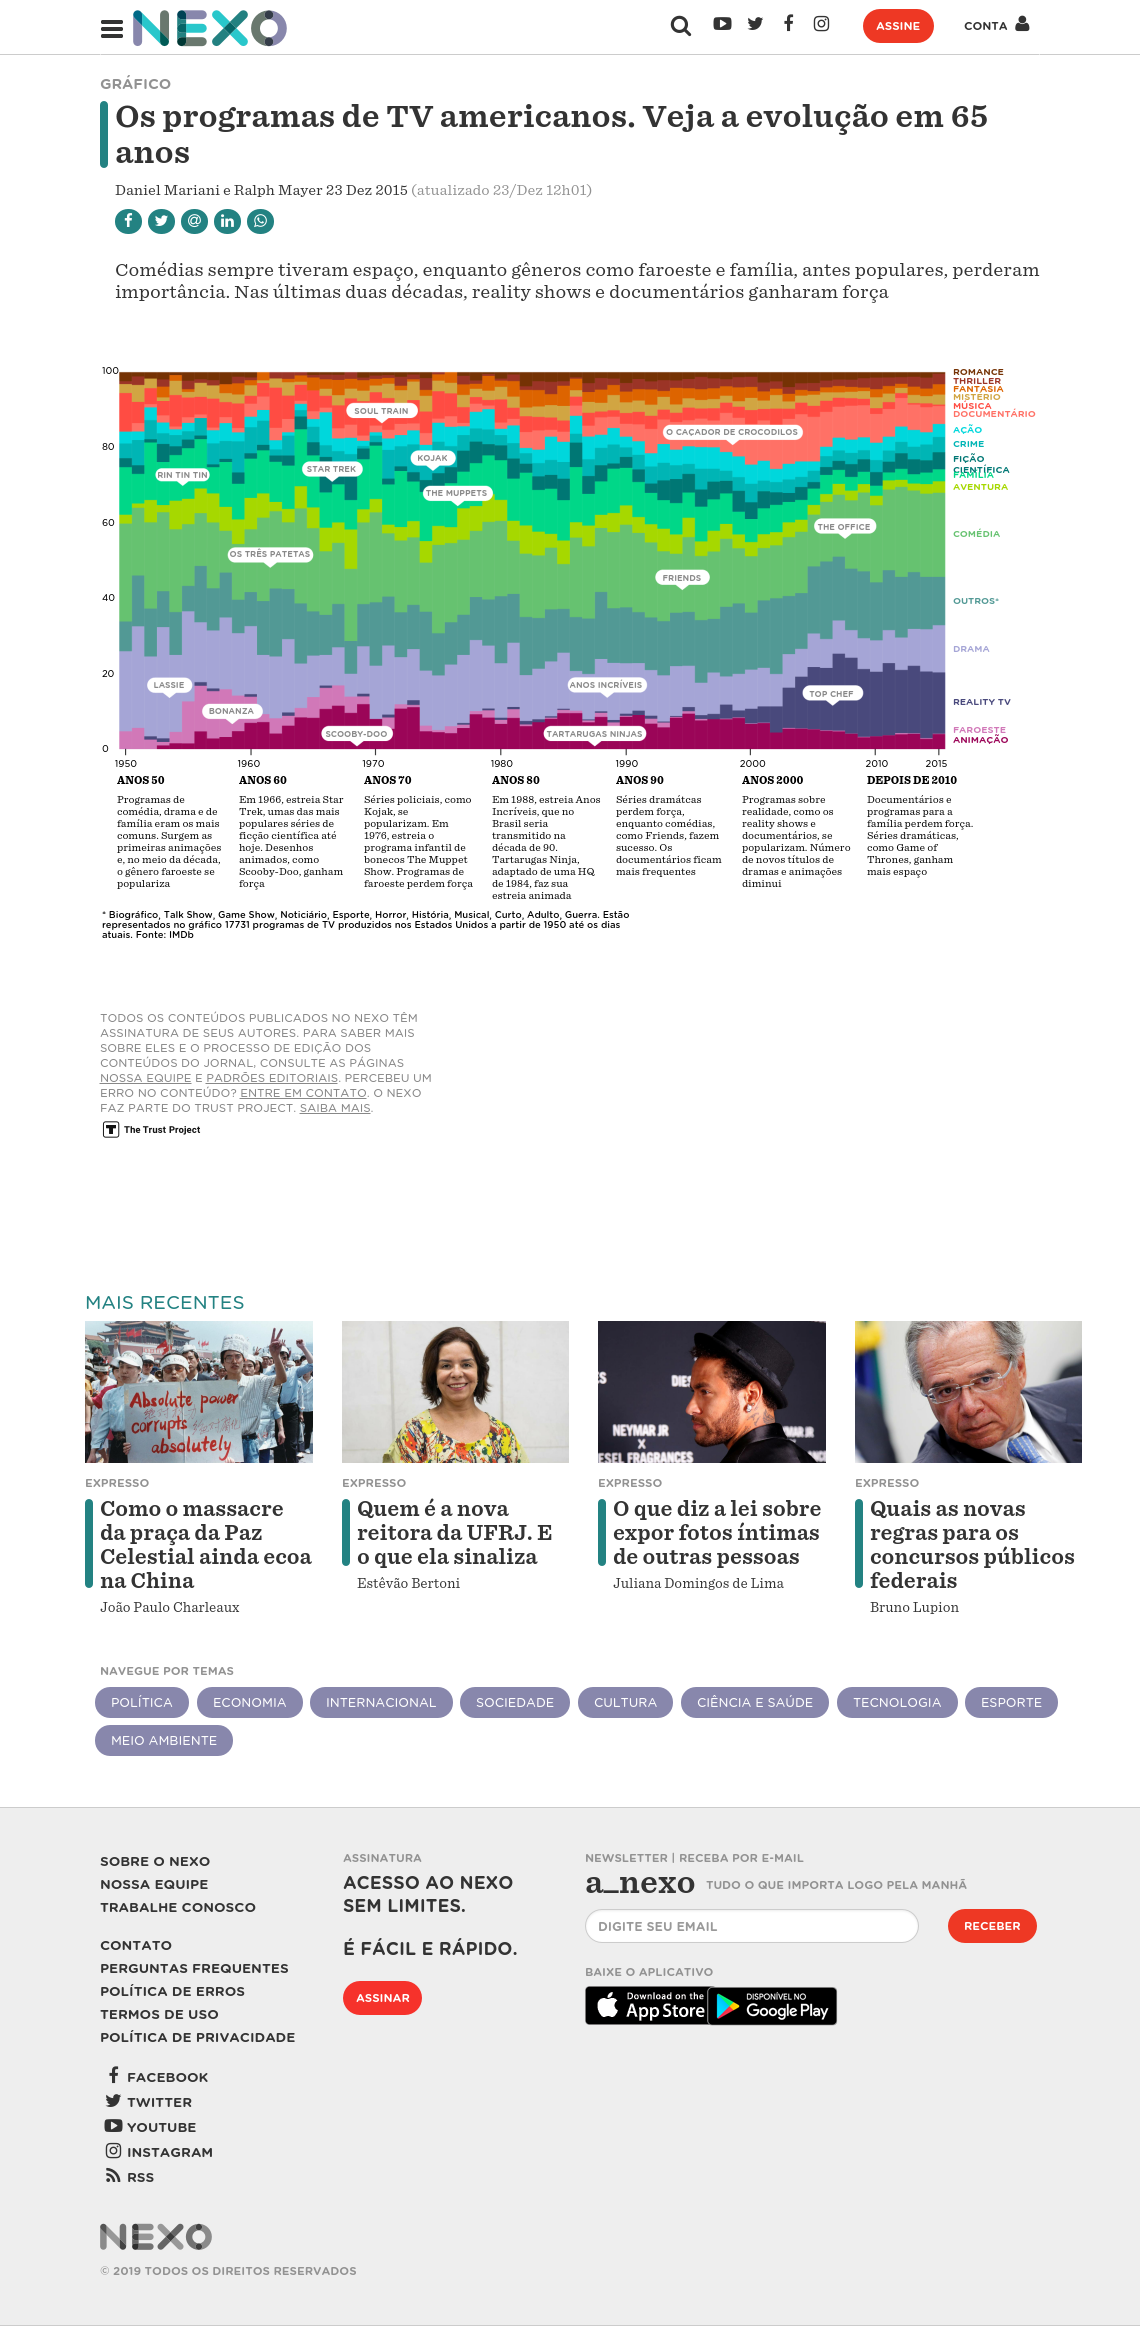 NEXO
ASSINE
CONTA
GRÁFICO
Os programas de TV americanos. Veja a evolução em 65
anos
Daniel Mariani e Ralph Mayer 23 Dez 2015 (atualizado 23/Dez 12h01)
Comédias sempre tiveram espaço, enquanto gêneros como faroeste e família, antes populares, perderam
importância. Nas últimas duas décadas, reality shows e documentários ganharam força
100
80
60
40
20
0
ROMANCE
THRILLER
FANTASIA
MISTÉRIO
MÚSICA
DOCUMENTÁRIO
AÇÃO
CRIME
FIÇÃO
CIENTÍFICA
FAMÍLIA
AVENTURA
COMÉDIA
OUTROS*
DRAMA
REALITY TV
FAROESTE
ANIMAÇÃO
SOUL TRAIN
O CAÇADOR DE CROCODILOS
KOJAK
STAR TREK
RIN TIN TIN
THE MUPPETS
THE OFFICE
OS TRÊS PATETAS
FRIENDS
LASSIE
ANOS INCRÍVEIS
TOP CHEF
BONANZA
SCOOBY-DOO
TARTARUGAS NINJAS
1950
1960
1970
1980
1990
2000
2010
2015
ANOS 50
Programas de
comédia, drama e de
família eram os mais
comuns. Surgem as
primeiras animações
e, no meio da década,
o gênero faroeste se
populariza
ANOS 60
Em 1966, estreia Star
Trek, umas das mais
populares séries de
ficção científica até
hoje. Desenhos
animados, como
Scooby-Doo, ganham
força
ANOS 70
Séries policiais, como
Kojak, se
popularizam. Em
1976, estreia o
programa infantil de
bonecos The Muppet
Show. Programas de
faroeste perdem força
ANOS 80
Em 1988, estreia Anos
Incríveis, que no
Brasil seria
transmitido na
década de 90.
Tartarugas Ninja,
adaptado de uma HQ
de 1984, faz sua
estreia animada
ANOS 90
Séries dramátcas
perdem força,
enquanto comédias,
como Friends, fazem
sucesso. Os
documentários ficam
mais frequentes
ANOS 2000
Programas sobre
realidade, como os
reality shows e
documentários, se
popularizam. Número
de novos títulos de
dramas e animações
diminui
DEPOIS DE 2010
Documentários e
programas para a
família perdem força.
Séries dramáticas,
como Game of
Thrones, ganham
mais espaço
* Biográfico, Talk Show, Game Show, Noticiário, Esporte, Horror, História, Musical, Curto, Adulto, Guerra. Estão
representados no gráfico 17731 programas de TV produzidos nos Estados Unidos a partir de 1950 até os dias
atuais. Fonte: IMDb
TODOS OS CONTEÚDOS PUBLICADOS NO NEXO TÊM
ASSINATURA DE SEUS AUTORES. PARA SABER MAIS
SOBRE ELES E O PROCESSO DE EDIÇÃO DOS
CONTEÚDOS DO JORNAL, CONSULTE AS PÁGINAS
NOSSA EQUIPE E PADRÕES EDITORIAIS. PERCEBEU UM
ERRO NO CONTEÚDO? ENTRE EM CONTATO. O NEXO
FAZ PARTE DO TRUST PROJECT. SAIBA MAIS.
T The Trust Project
MAIS RECENTES
Absolute power
corrupts
absolutely
DIES
NEYMAR JR
X
ESEL FRAGRANCES
EXPRESSO
Como o massacre
da praça da Paz
Celestial ainda ecoa
na China
João Paulo Charleaux
EXPRESSO
Quem é a nova
reitora da UFRJ. E
o que ela sinaliza
Estêvão Bertoni
EXPRESSO
O que diz a lei sobre
expor fotos íntimas
de outras pessoas
Juliana Domingos de Lima
EXPRESSO
Quais as novas
regras para os
concursos públicos
federais
Bruno Lupion
NAVEGUE POR TEMAS
POLÍTICA
ECONOMIA
INTERNACIONAL
SOCIEDADE
CULTURA
CIÊNCIA E SAÚDE
TECNOLOGIA
ESPORTE
MEIO AMBIENTE
SOBRE O NEXO
NOSSA EQUIPE
TRABALHE CONOSCO
CONTATO
PERGUNTAS FREQUENTES
POLÍTICA DE ERROS
TERMOS DE USO
POLÍTICA DE PRIVACIDADE
FACEBOOK
TWITTER
YOUTUBE
INSTAGRAM
RSS
ASSINATURA
ACESSO AO NEXO
SEM LIMITES.
É FÁCIL E RÁPIDO.
ASSINAR
NEWSLETTER | RECEBA POR E-MAIL
a_nexo TUDO O QUE IMPORTA LOGO PELA MANHÃ
DIGITE SEU EMAIL
RECEBER
BAIXE O APLICATIVO
Download on the
App Store
DISPONÍVEL NO
Google Play
NEXO
© 2019 TODOS OS DIREITOS RESERVADOS